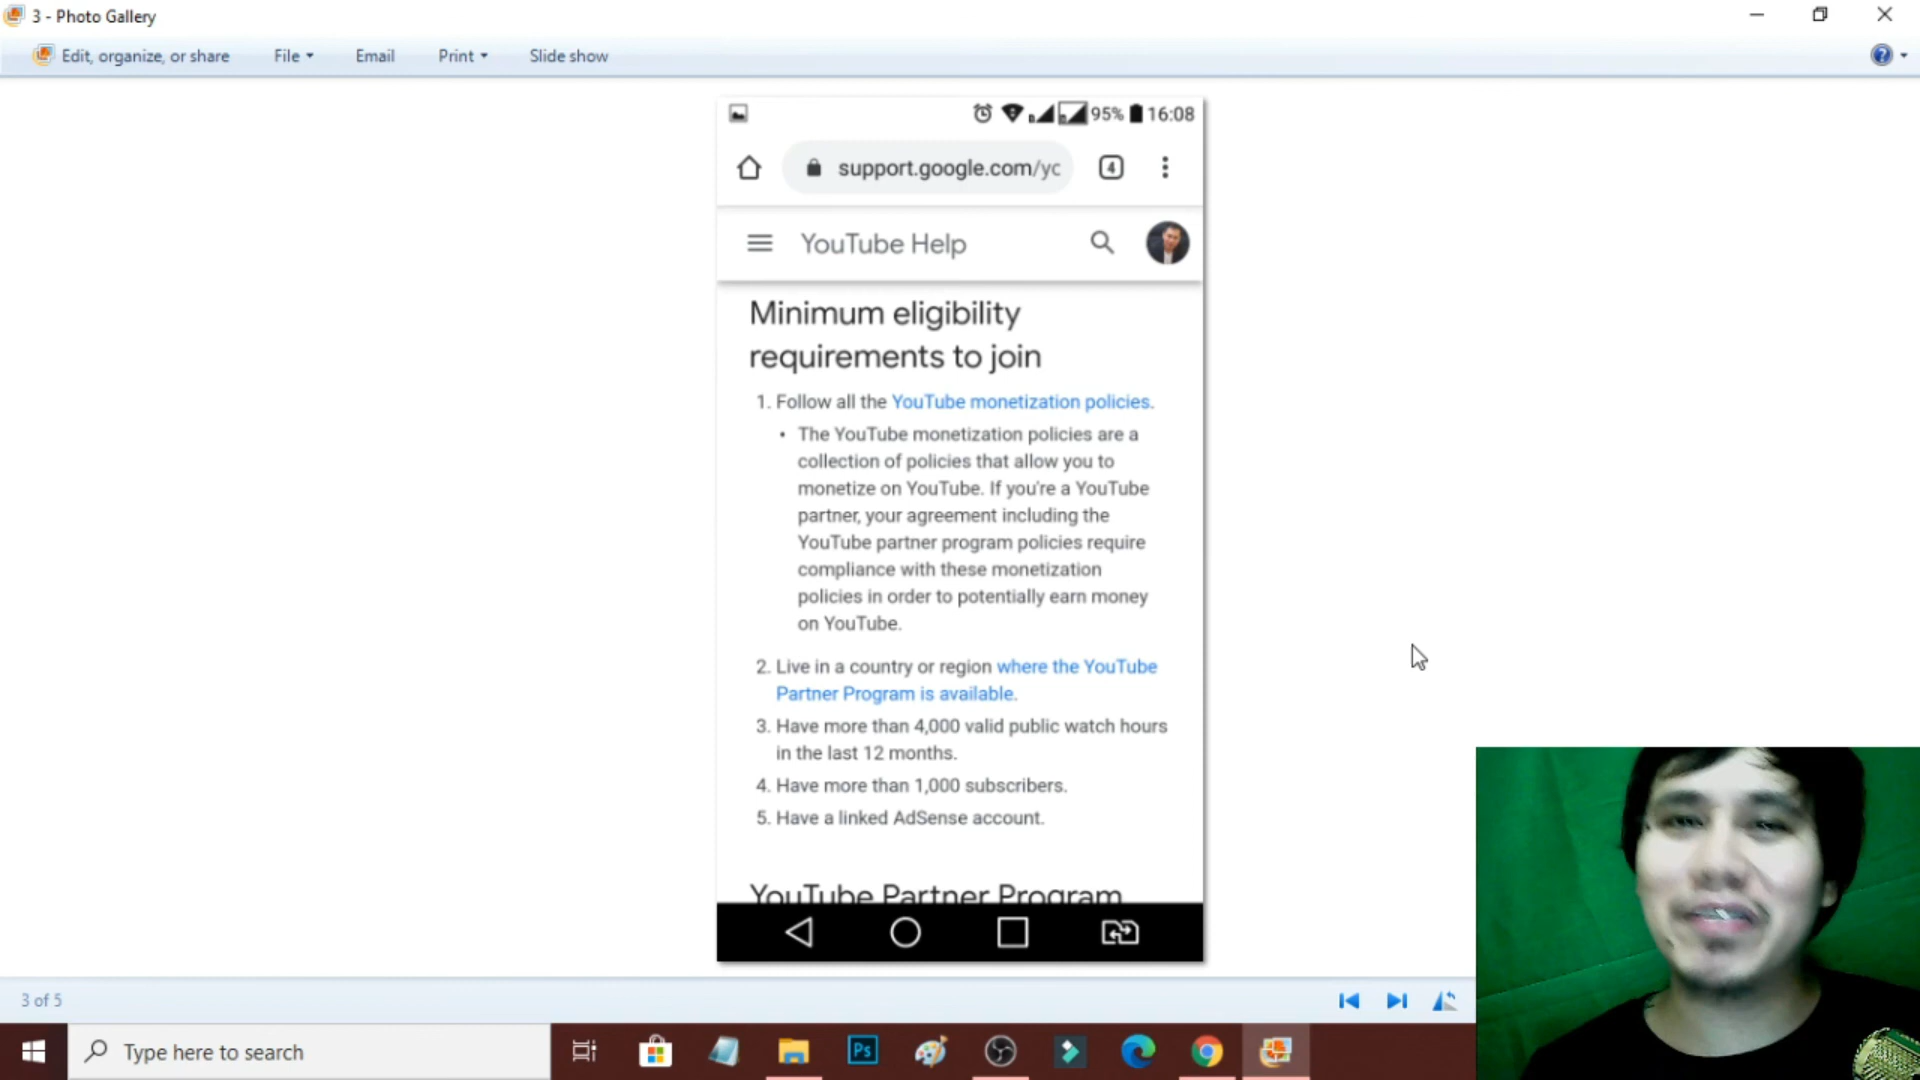 3 - Photo Gallery
Edit, organize, or share File Email Print Slide show
95% 16:08
support.google.com/yc
4
YouTube Help
Minimum eligibility
requirements to join
1. Follow all the YouTube monetization policies.
• The YouTube monetization policies are a
collection of policies that allow you to
monetize on YouTube. If you're a YouTube
partner, your agreement including the
YouTube partner program policies require
compliance with these monetization
policies in order to potentially earn money
on YouTube.
2. Live in a country or region where the YouTube
Partner Program is available.
3. Have more than 4,000 valid public watch hours
in the last 12 months.
4. Have more than 1,000 subscribers.
5. Have a linked AdSense account.
YouTube Partner Program
3 of 5
Type here to search
Ps